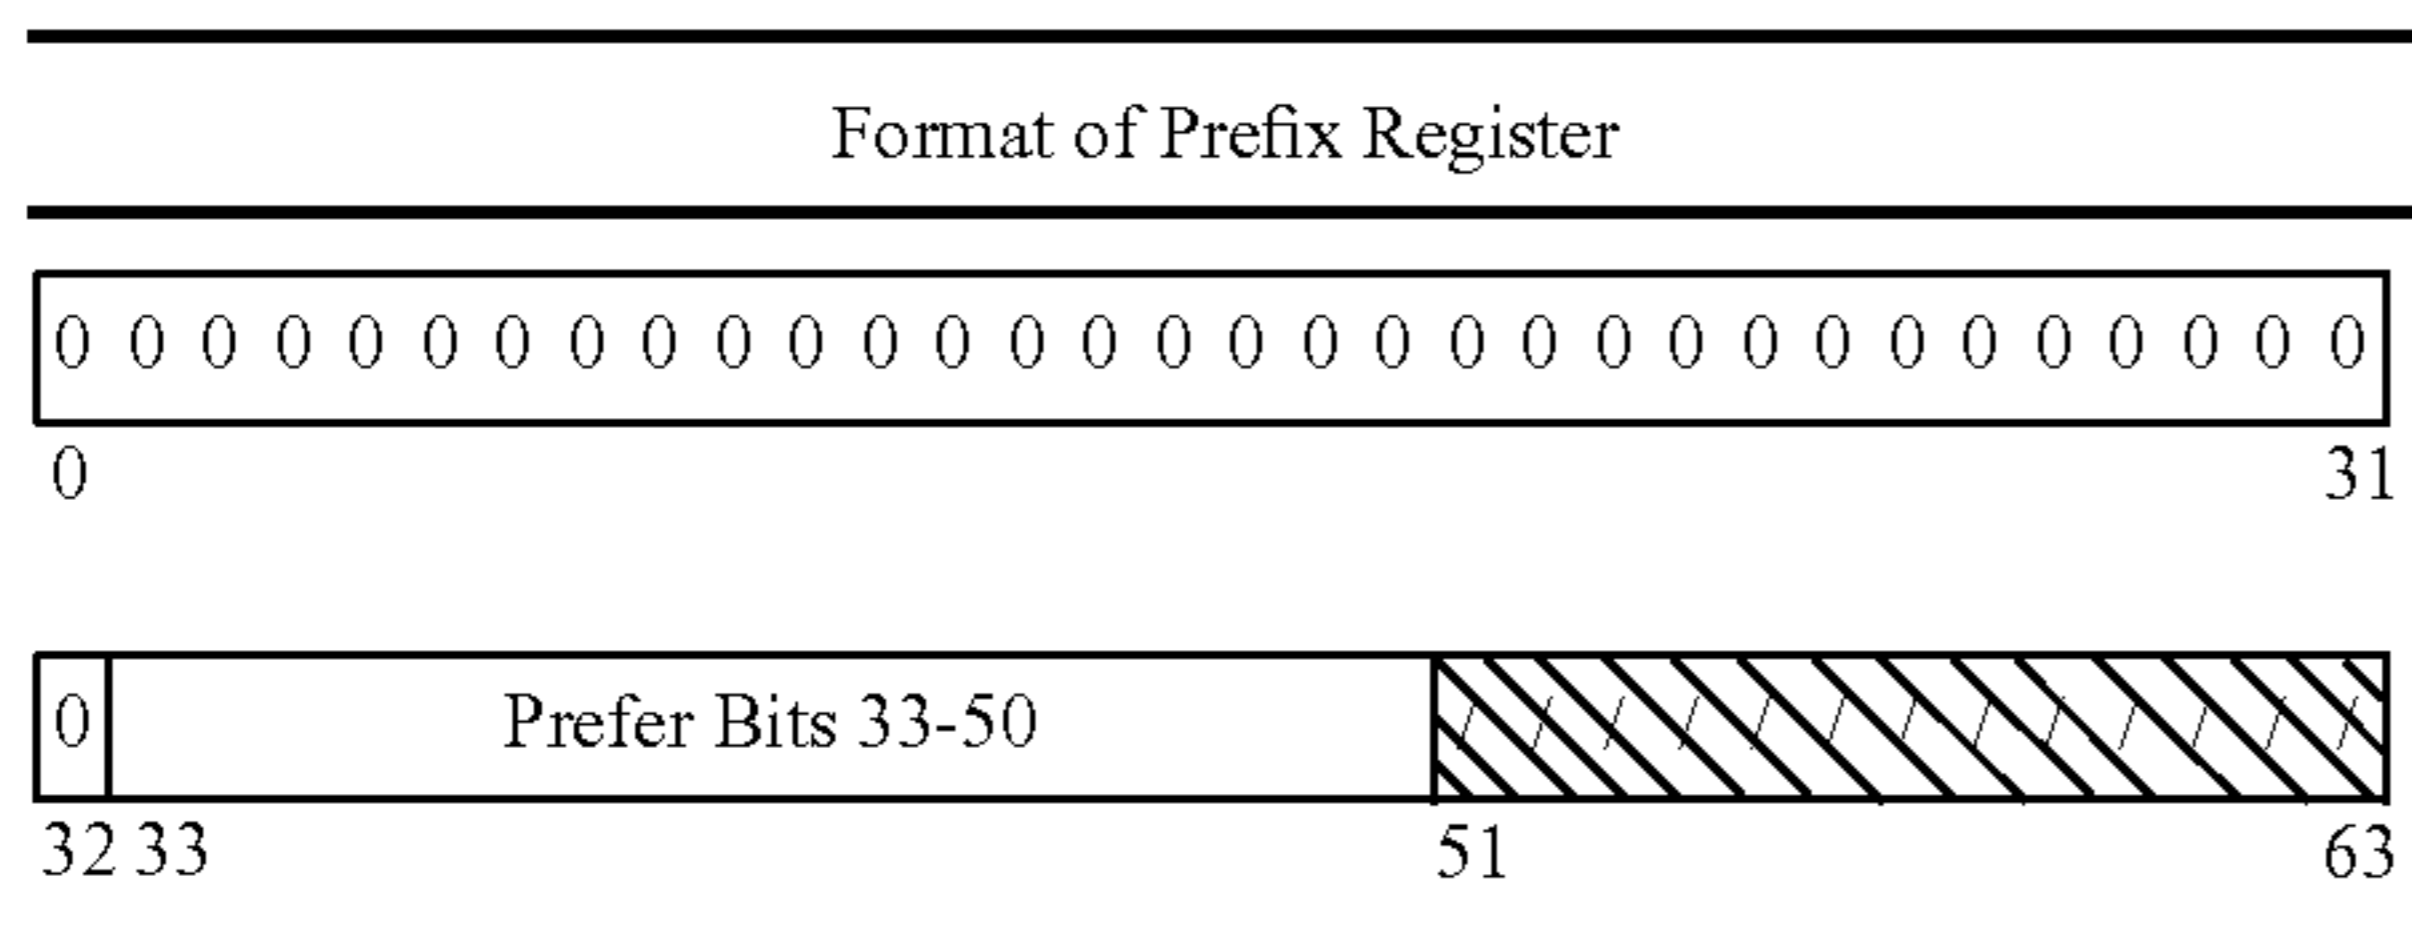 Format of Prefix Register
0 0 0 0 0 0 0 0 0 0 0 0 0 0 0 0 0 0 0 0 0 0 0 0 0 0 0 0 0 0 0 0
0 31
0 Prefer Bits 33-50 / / / / / / / / / / / / /
32 33 51 63